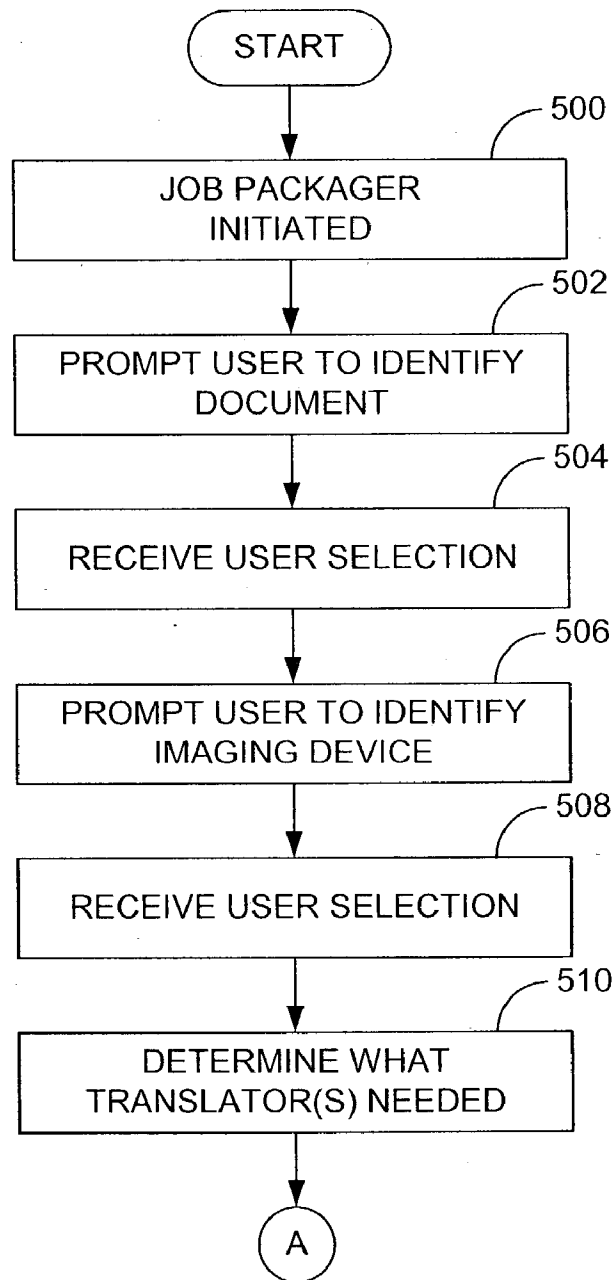 START
500
JOB PACKAGER
INITIATED
502
PROMPT USER TO IDENTIFY
DOCUMENT
504
RECEIVE USER SELECTION
506
PROMPT USER TO IDENTIFY
IMAGING DEVICE
508
RECEIVE USER SELECTION
510
DETERMINE WHAT
TRANSLATOR(S) NEEDED
A